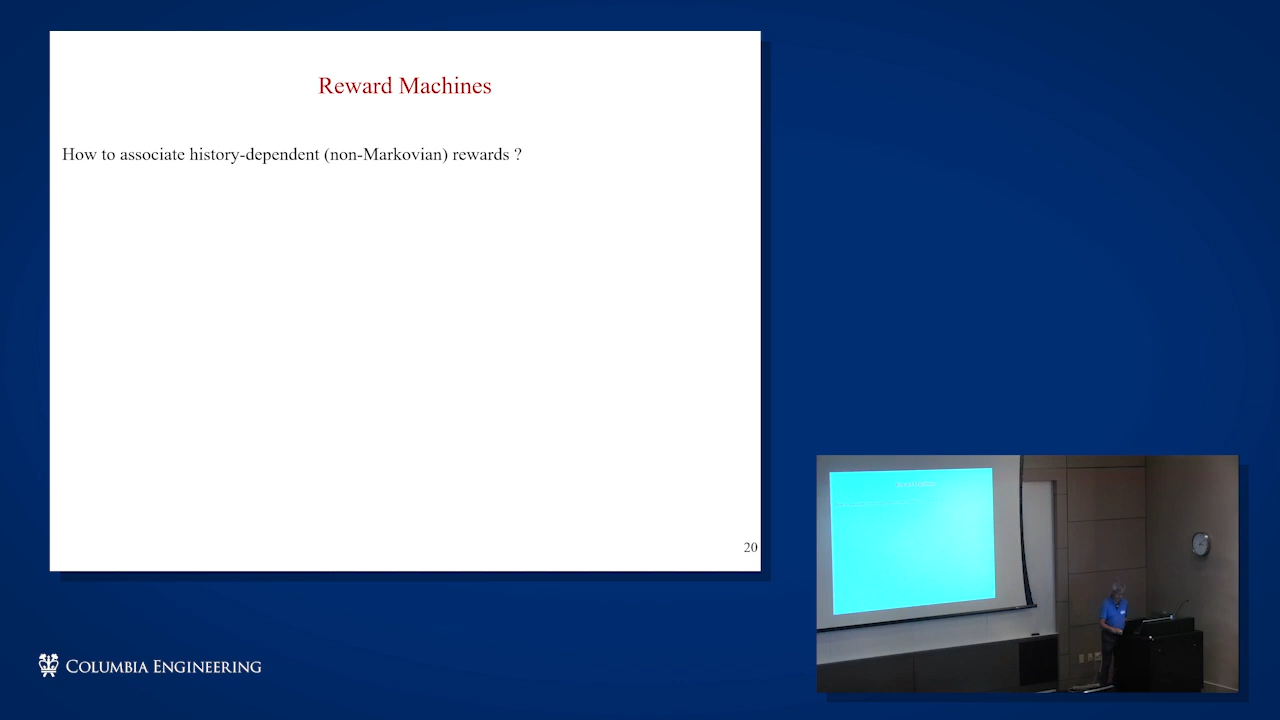 Reward Machines
How to associate history-dependent (non-Markovian) rewards ?
20
COLUMBIA ENGINEERING